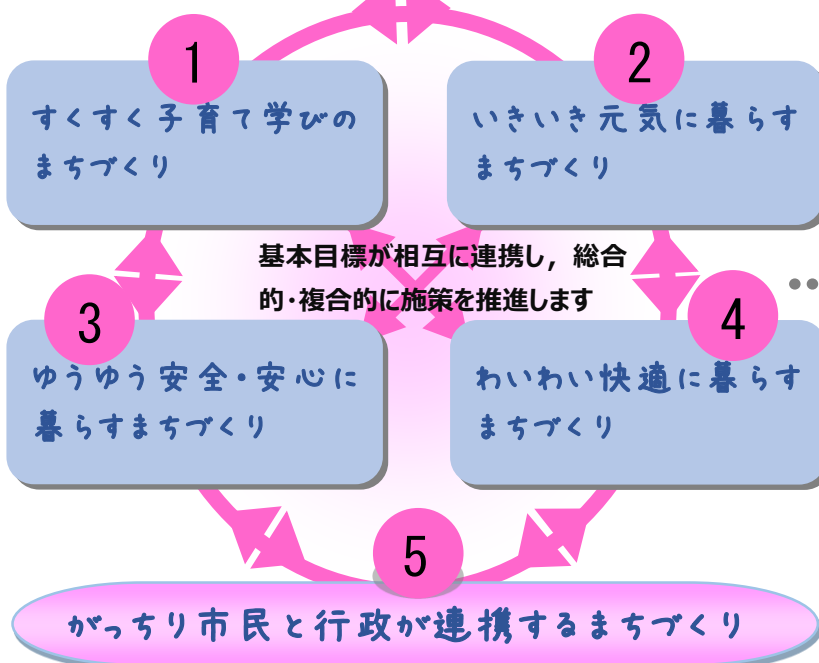 1
すくすく子育て学びの
まちづくり
2
いきいき元気に暮らす
まちづくり
基本目標が相互に連携し，総合
的・複合的に施策を推進します
3
ゆうゆう安全・安心に
暮らすまちづくり
4
わいわい快適に暮らす
まちづくり
5
がっちり市民と行政が連携するまちづくり